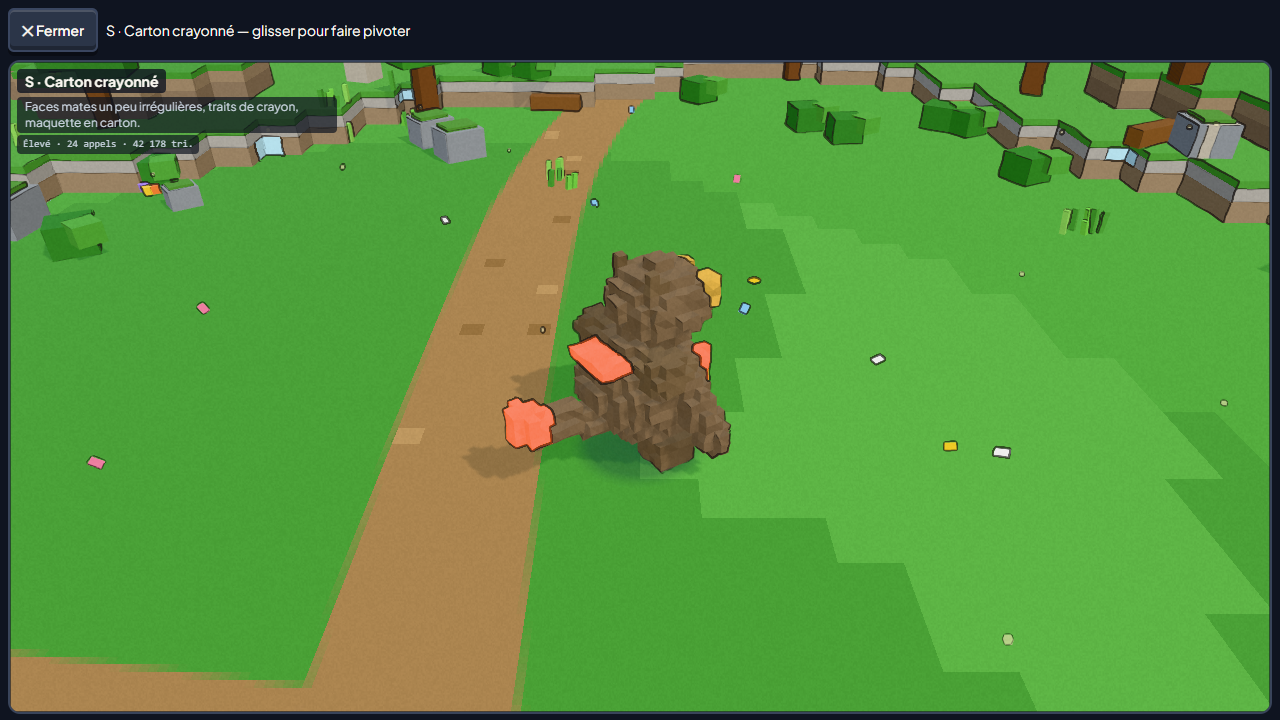 ✕ Fermer
S · Carton crayonné — glisser pour faire pivoter
S · Carton crayonné
Faces mates un peu irrégulières, traits de crayon,
maquette en carton.
Élevé · 24 appels · 42 178 tri.